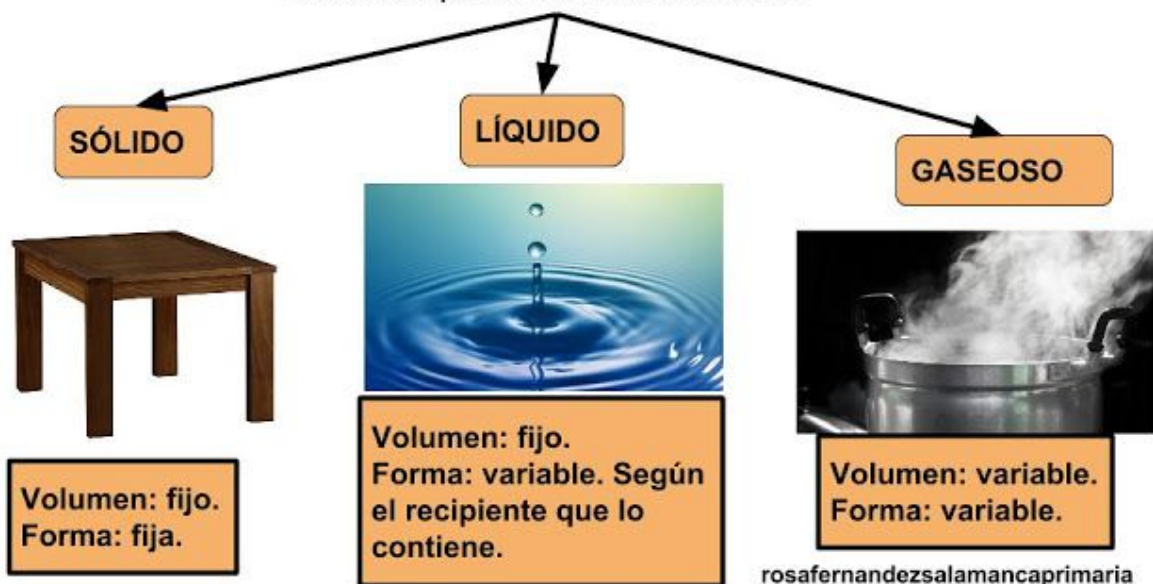 SÓLIDO
LÍQUIDO
GASEOSO
Volumen: fijo.
Forma: fija.
Volumen: fijo.
Forma: variable. Según
el recipiente que lo
contiene.
Volumen: variable.
Forma: variable.
rosafernandezsalamancaprimaria